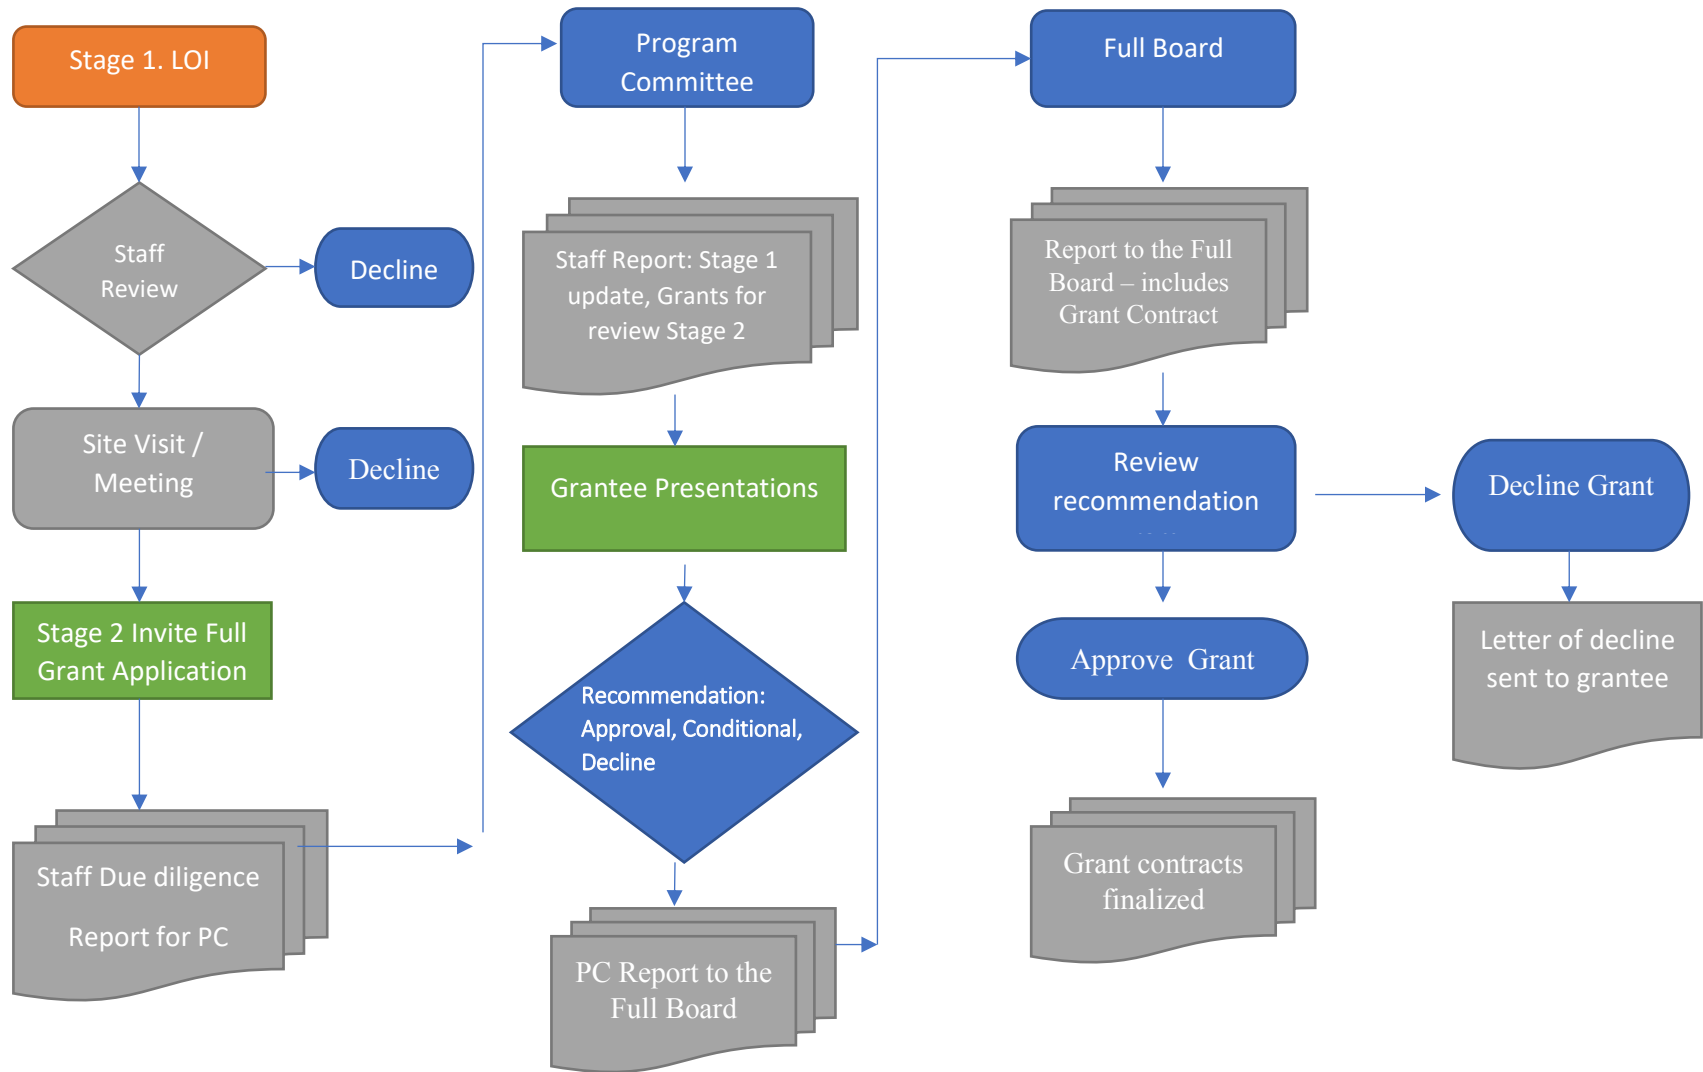 Stage 1. LOI
Staff
Review
Decline
Site Visit /
Meeting
Decline
Stage 2 Invite Full
Grant Application
Staff Due diligence
Report for PC
Program
Committee
Staff Report: Stage 1
update, Grants for
review Stage 2
Grantee Presentations
Recommendation:
Approval, Conditional,
Decline
PC Report to the
Full Board
Full Board
Report to the Full
Board – includes
Grant Contract
Review
recommendation
Decline Grant
Approve  Grant
Letter of decline
sent to grantee
Grant contracts
finalized